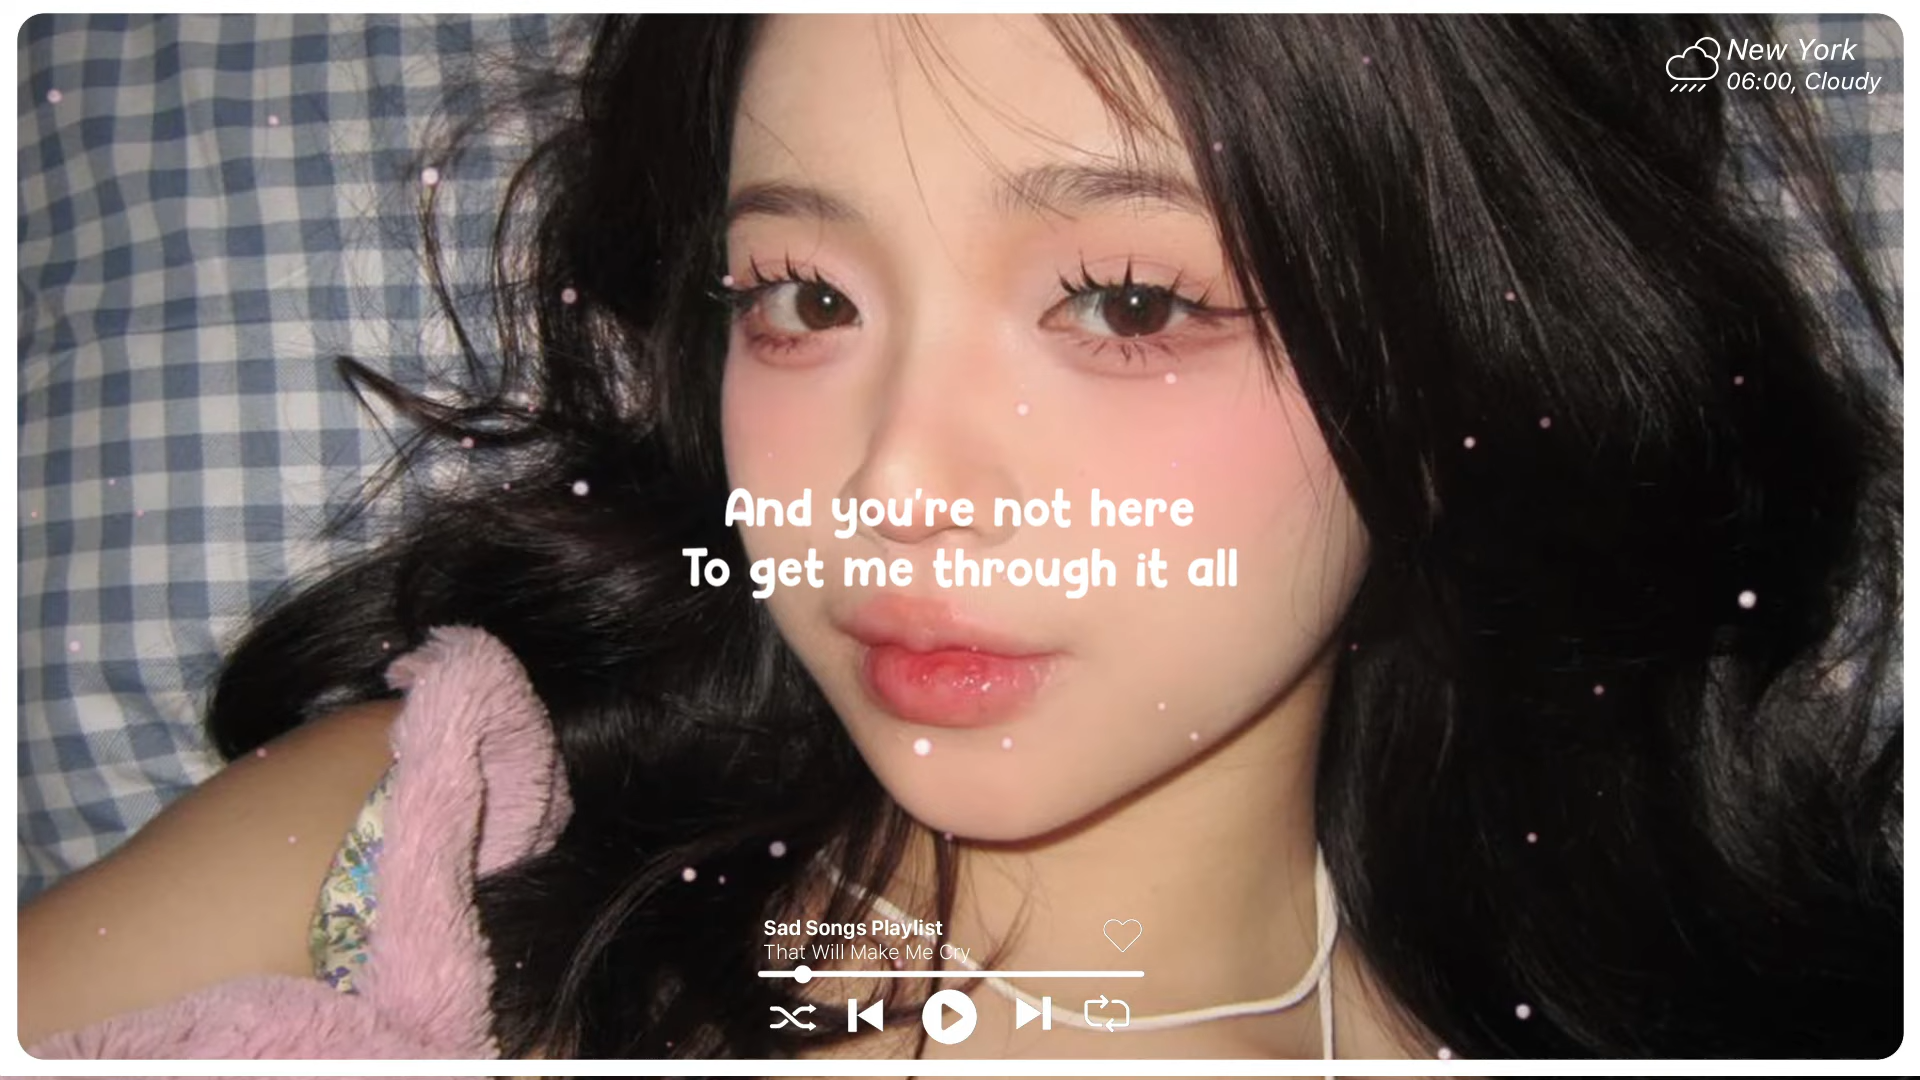 New York
06:00, Cloudy
And you're not here
To get me through it all
Sad Songs Playlist
That Will Make Me Cry